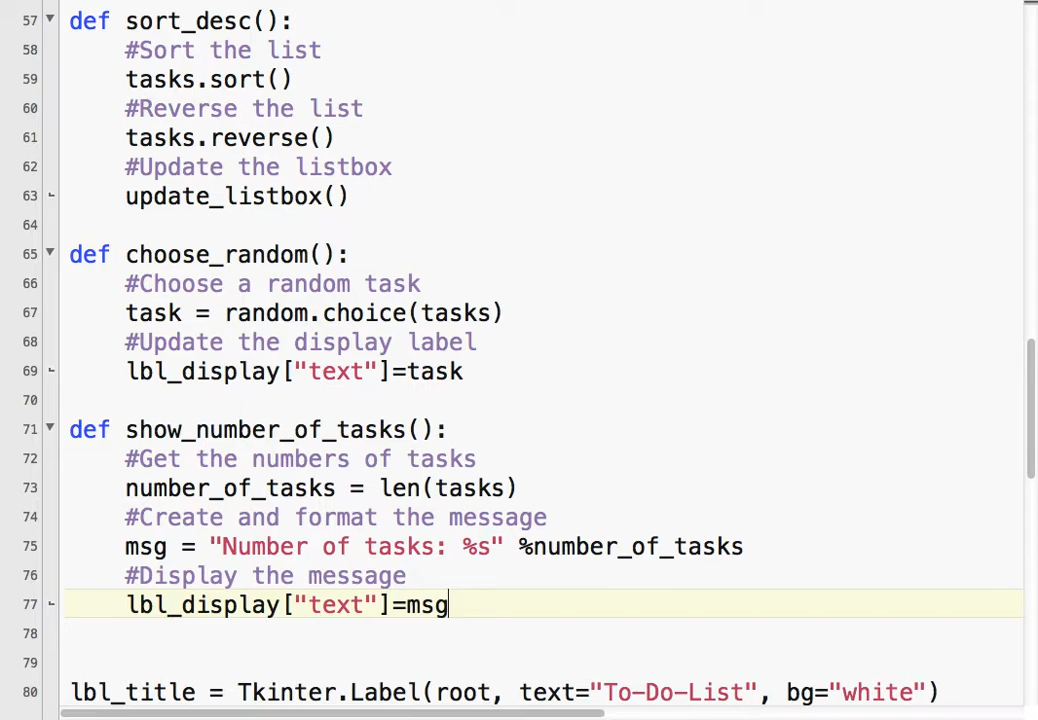 57 def sort_desc():
58 #Sort the list
59 tasks.sort()
60 #Reverse the list
61 tasks.reverse()
62 #Update the listbox
63 update_listbox()
64
65 def choose_random():
66 #Choose a random task
67 task = random.choice(tasks)
68 #Update the display label
69 lbl_display["text"]=task
70
71 def show_number_of_tasks():
72 #Get the numbers of tasks
73 number_of_tasks = len(tasks)
74 #Create and format the message
75 msg = "Number of tasks: %s" %number_of_tasks
76 #Display the message
77 lbl_display["text"]=msg
78
79
80 lbl_title = Tkinter.Label(root, text="To-Do-List", bg="white")